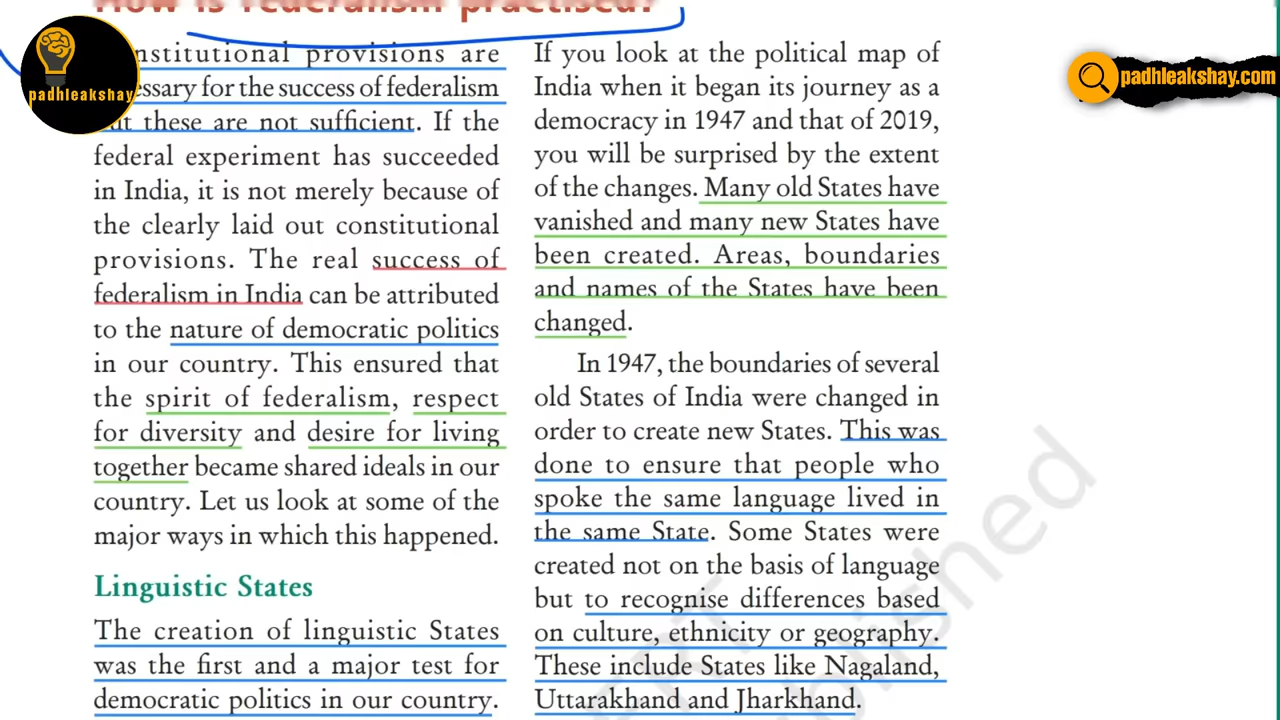 How is federalism practised?
padhleakshay
nstitutional provisions are
essary for the success of federalism
but these are not sufficient. If the
federal experiment has succeeded
in India, it is not merely because of
the clearly laid out constitutional
provisions. The real success of
federalism in India can be attributed
to the nature of democratic politics
in our country. This ensured that
the spirit of federalism, respect
for diversity and desire for living
together became shared ideals in our
country. Let us look at some of the
major ways in which this happened.
Linguistic States
The creation of linguistic States
was the first and a major test for
democratic politics in our country.
If you look at the political map of
India when it began its journey as a
democracy in 1947 and that of 2019,
you will be surprised by the extent
of the changes. Many old States have
vanished and many new States have
been created. Areas, boundaries
and names of the States have been
changed.
In 1947, the boundaries of several
old States of India were changed in
order to create new States. This was
done to ensure that people who
spoke the same language lived in
the same State. Some States were
created not on the basis of language
but to recognise differences based
on culture, ethnicity or geography.
These include States like Nagaland,
Uttarakhand and Jharkhand.
padhleakshay.com